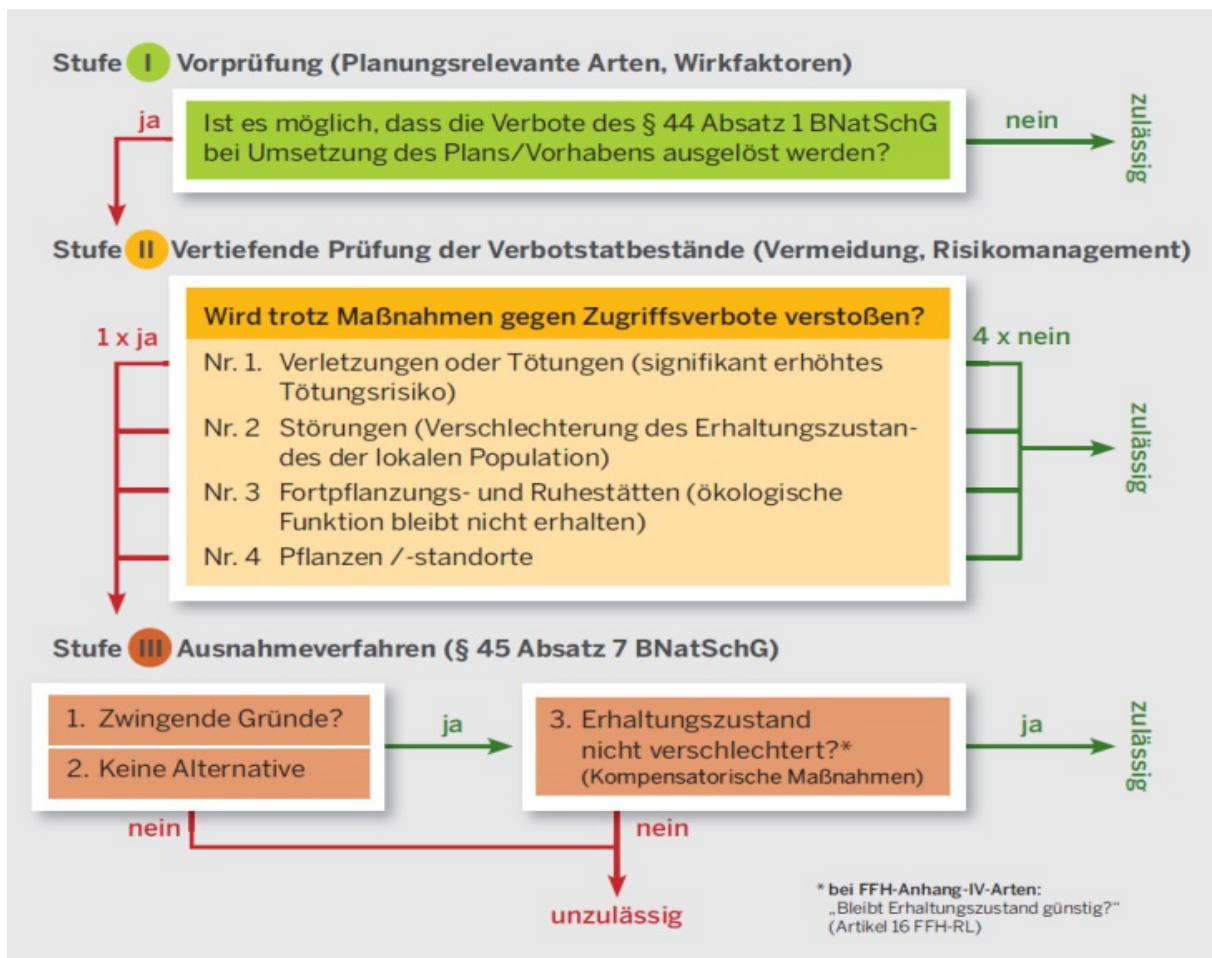 Stufe I Vorprüfung (Planungsrelevante Arten, Wirkfaktoren)
ja
Ist es möglich, dass die Verbote des § 44 Absatz 1 BNatSchG
bei Umsetzung des Plans/Vorhabens ausgelöst werden?
nein
zulässig
Stufe II Vertiefende Prüfung der Verbotstatbestände (Vermeidung, Risikomanagement)
1 x ja
Wird trotz Maßnahmen gegen Zugriffsverbote verstoßen?
4 x nein
Nr. 1. Verletzungen oder Tötungen (signifikant erhöhtes
Tötungsrisiko)
Nr. 2 Störungen (Verschlechterung des Erhaltungszustan-
des der lokalen Population)
Nr. 3 Fortpflanzungs- und Ruhestätten (ökologische
Funktion bleibt nicht erhalten)
Nr. 4 Pflanzen /-standorte
zulässig
Stufe III Ausnahmeverfahren (§ 45 Absatz 7 BNatSchG)
1. Zwingende Gründe?
2. Keine Alternative
ja
3. Erhaltungszustand
nicht verschlechtert?*
(Kompensatorische Maßnahmen)
ja
zulässig
nein
nein
unzulässig
* bei FFH-Anhang-IV-Arten:
„Bleibt Erhaltungszustand günstig?“
(Artikel 16 FFH-RL)